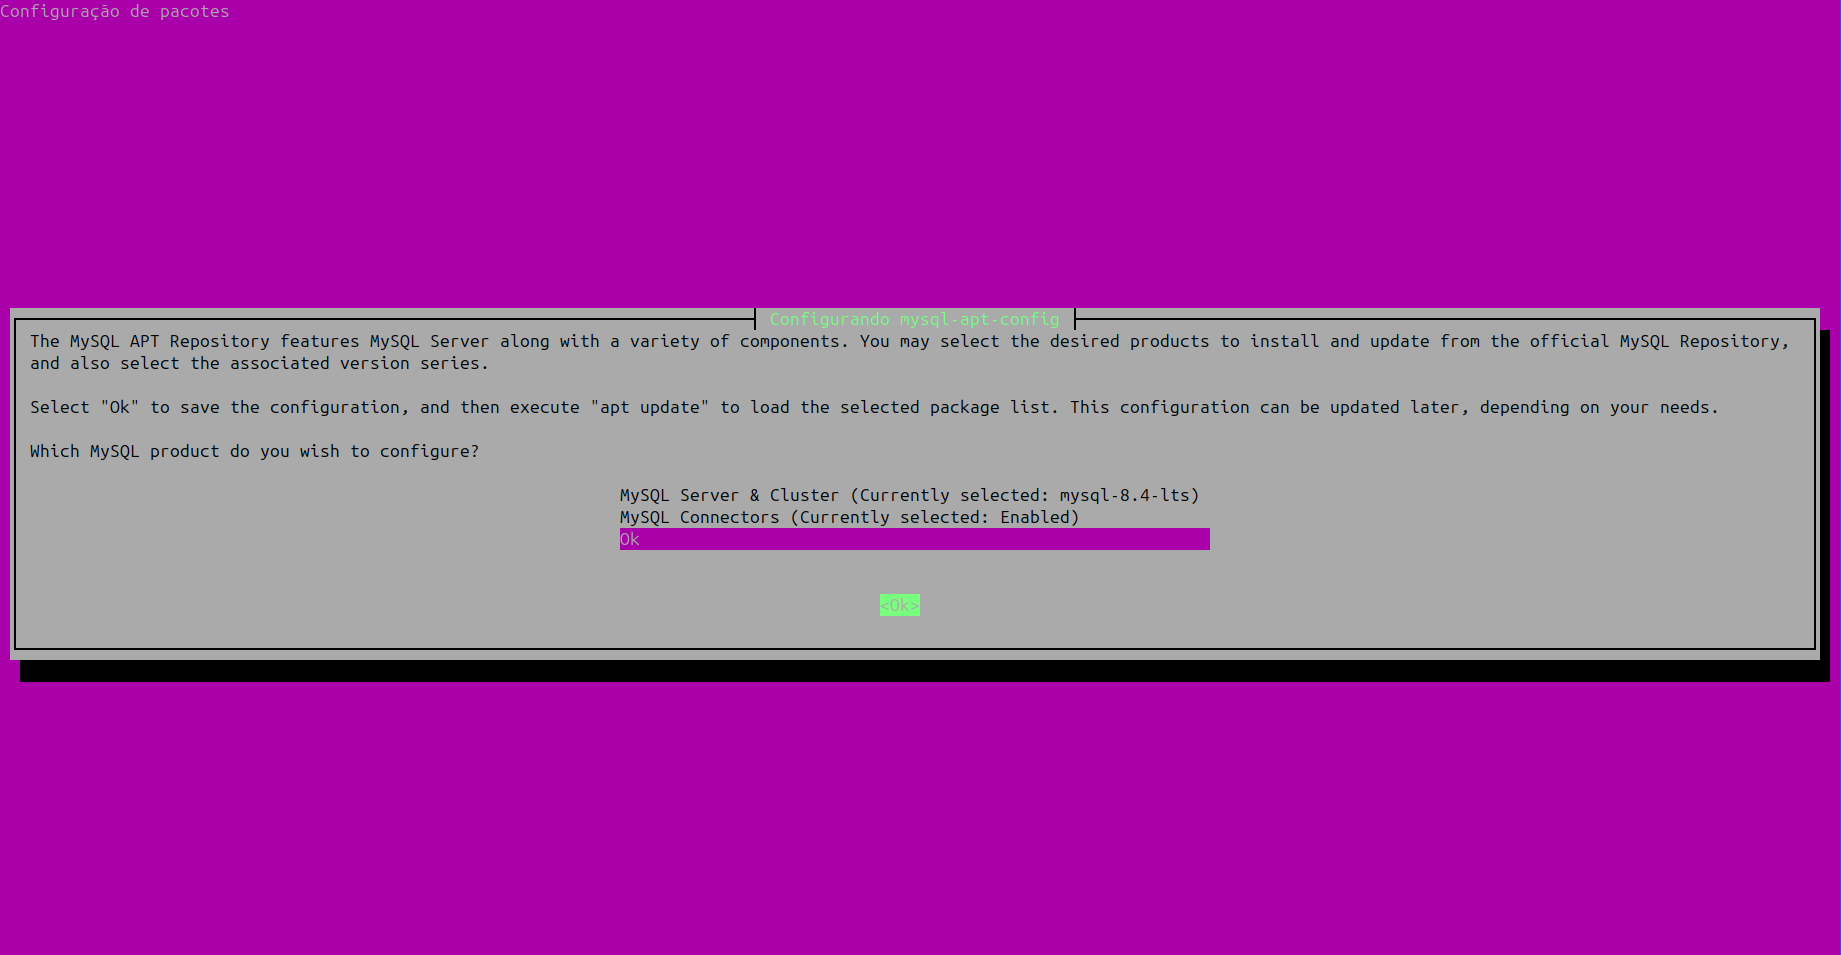 Configuração de pacotes
Configurando mysql-apt-config
The MySQL APT Repository features MySQL Server along with a variety of components. You may select the desired products to install and update from the official MySQL Repository,
and also select the associated version series.
Select "Ok" to save the configuration, and then execute "apt update" to load the selected package list. This configuration can be updated later, depending on your needs.
Which MySQL product do you wish to configure?
MySQL Server & Cluster (Currently selected: mysql-8.4-lts)
MySQL Connectors (Currently selected: Enabled)
Ok
<Ok>